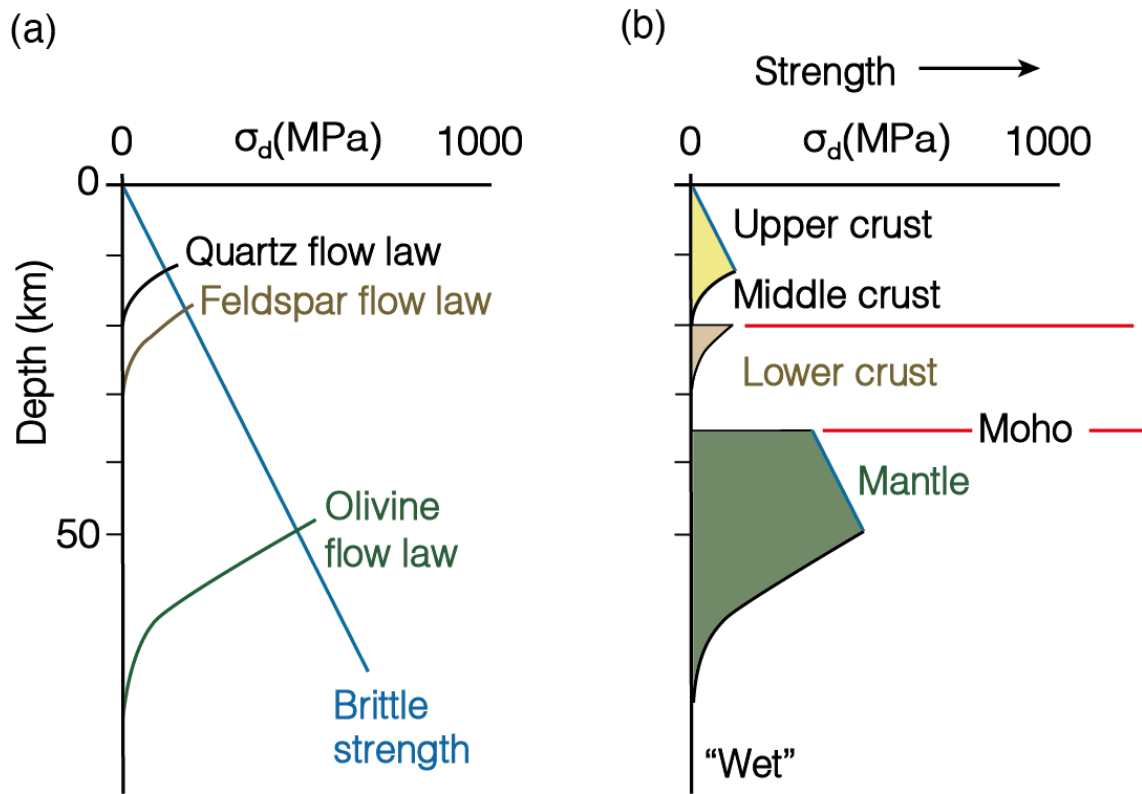 (a)
0 σd(MPa) 1000
0
Quartz flow law
Feldspar flow law
Depth (km)
50
Olivine
flow law
Brittle
strength
(b)
Strength
0 σd(MPa) 1000
Upper crust
Middle crust
Lower crust
Moho
Mantle
“Wet”